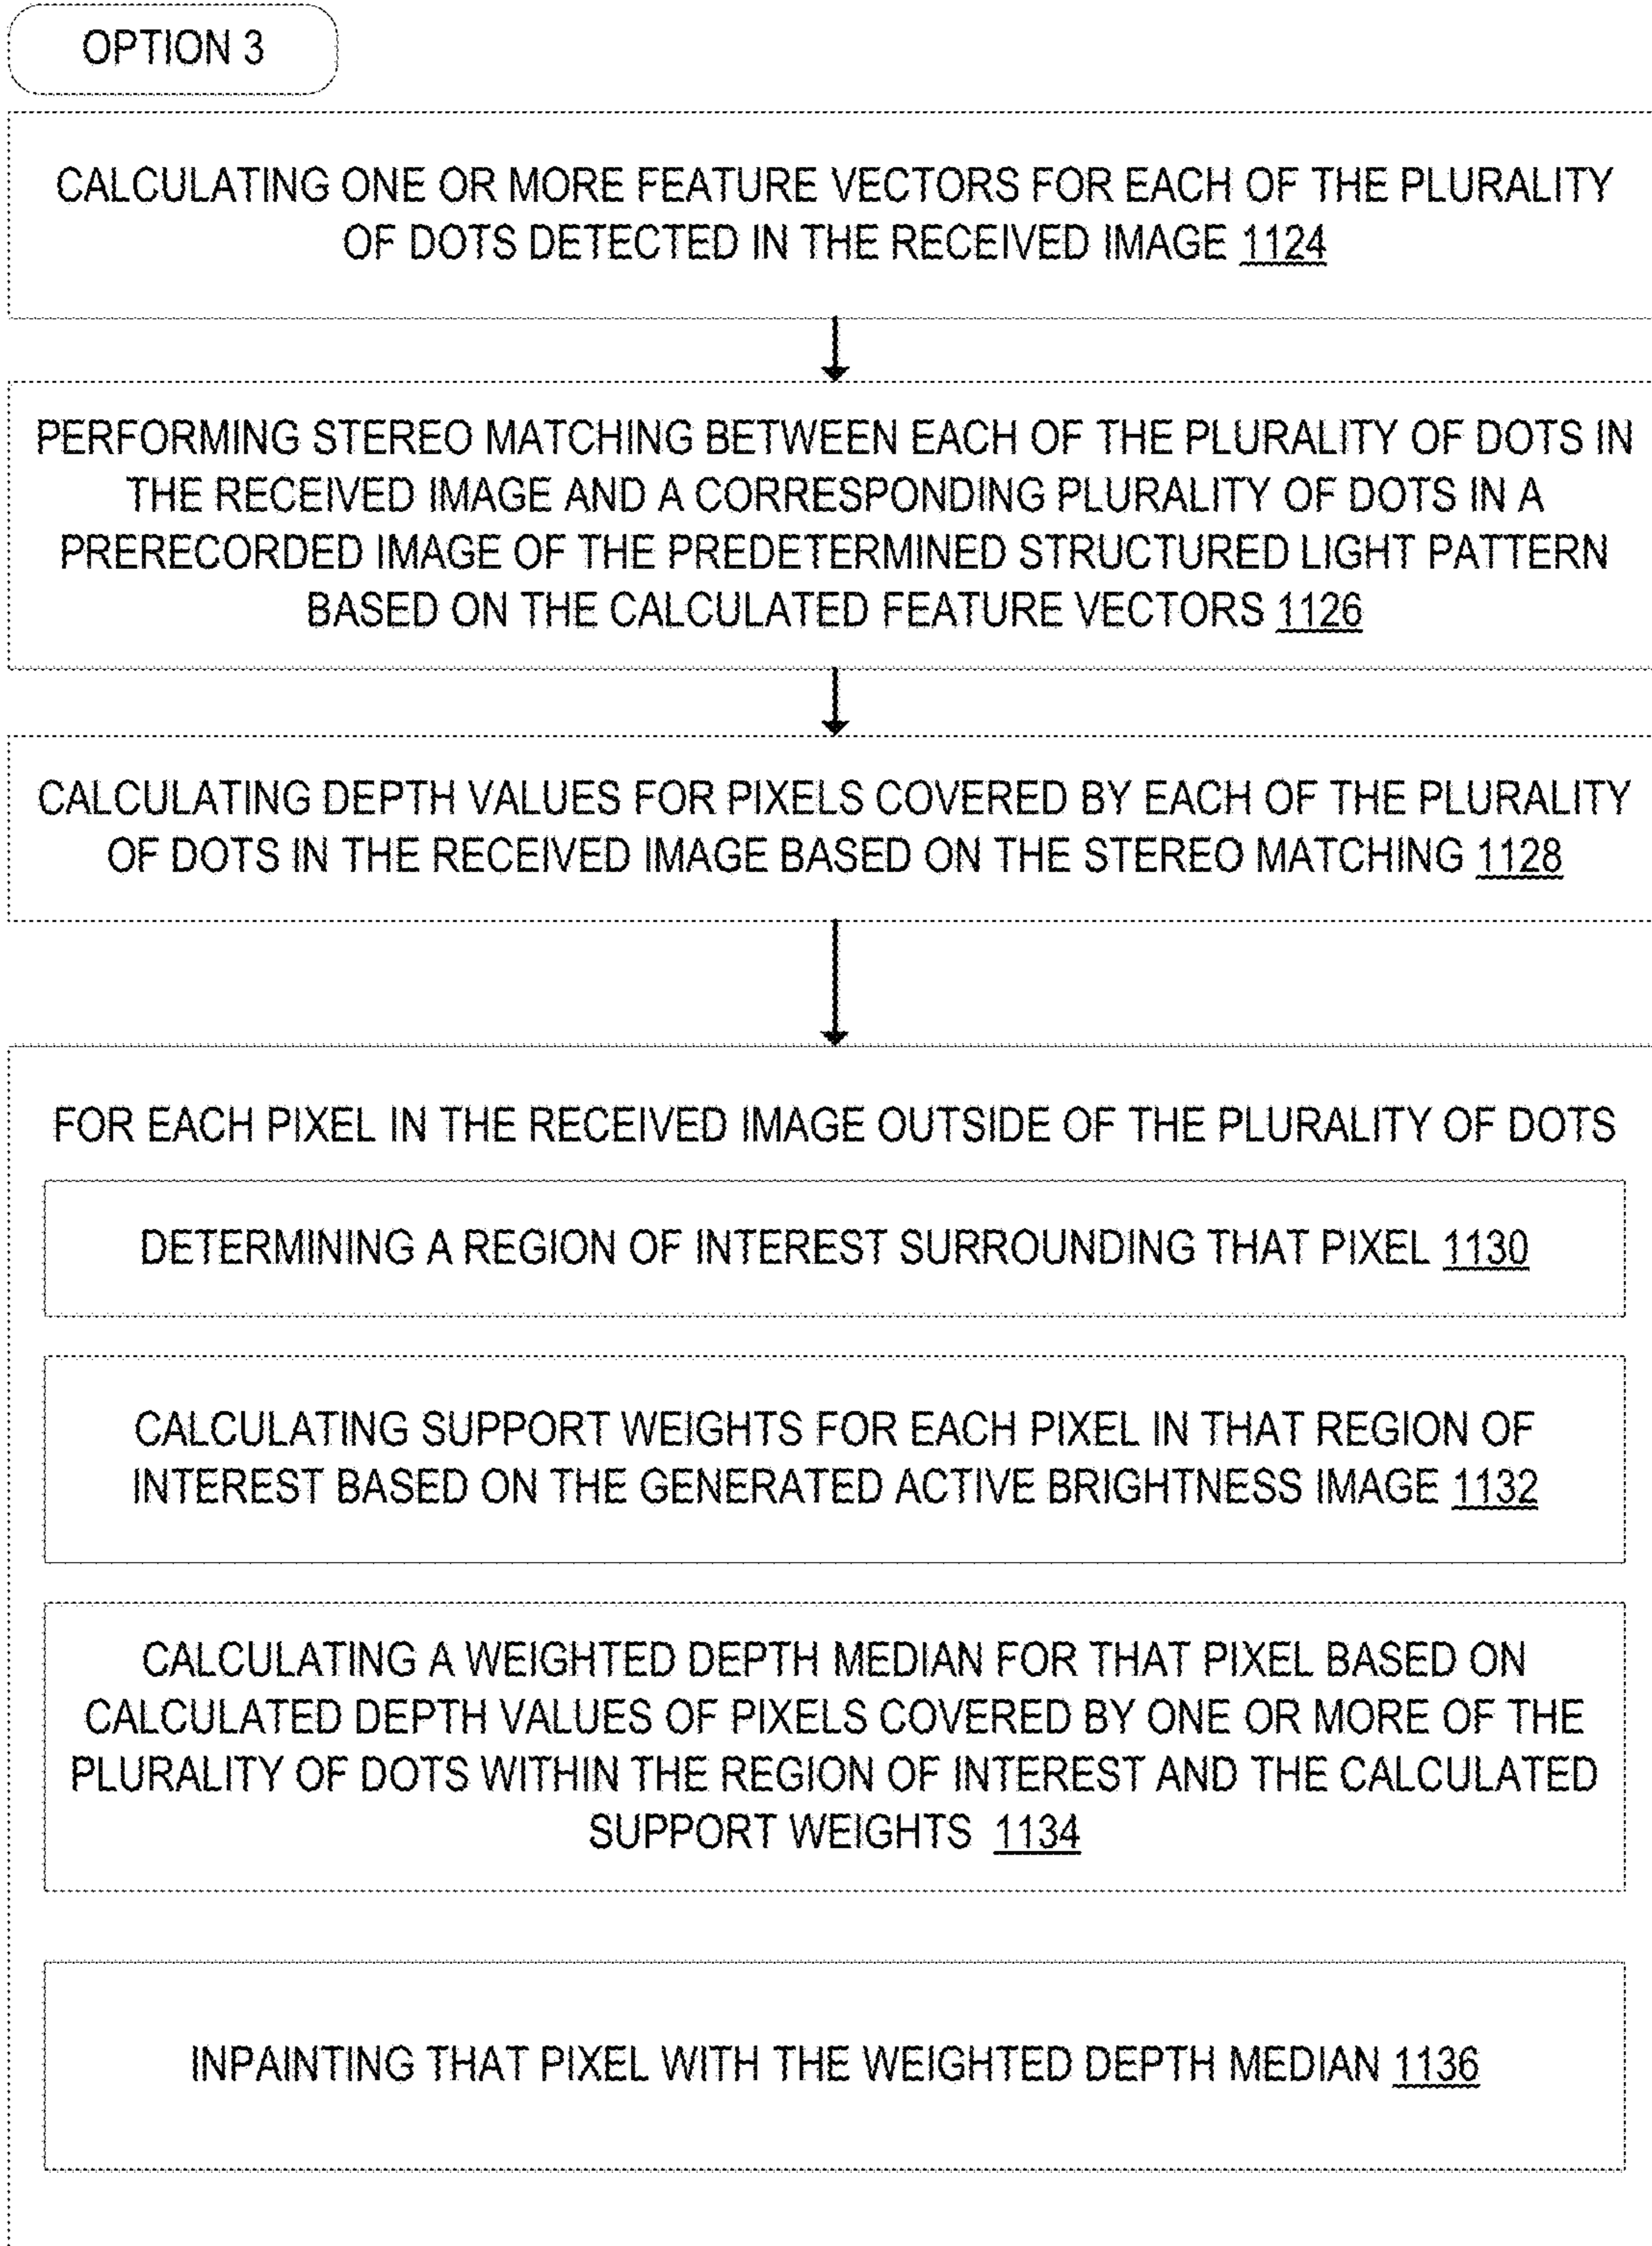 OPTION 3
CALCULATING ONE OR MORE FEATURE VECTORS FOR EACH OF THE PLURALITY
OF DOTS DETECTED IN THE RECEIVED IMAGE 1124
PERFORMING STEREO MATCHING BETWEEN EACH OF THE PLURALITY OF DOTS IN
THE RECEIVED IMAGE AND A CORRESPONDING PLURALITY OF DOTS IN A
PRERECORDED IMAGE OF THE PREDETERMINED STRUCTURED LIGHT PATTERN
BASED ON THE CALCULATED FEATURE VECTORS 1126
CALCULATING DEPTH VALUES FOR PIXELS COVERED BY EACH OF THE PLURALITY
OF DOTS IN THE RECEIVED IMAGE BASED ON THE STEREO MATCHING 1128
FOR EACH PIXEL IN THE RECEIVED IMAGE OUTSIDE OF THE PLURALITY OF DOTS
DETERMINING A REGION OF INTEREST SURROUNDING THAT PIXEL 1130
CALCULATING SUPPORT WEIGHTS FOR EACH PIXEL IN THAT REGION OF
INTEREST BASED ON THE GENERATED ACTIVE BRIGHTNESS IMAGE 1132
CALCULATING A WEIGHTED DEPTH MEDIAN FOR THAT PIXEL BASED ON
CALCULATED DEPTH VALUES OF PIXELS COVERED BY ONE OR MORE OF THE
PLURALITY OF DOTS WITHIN THE REGION OF INTEREST AND THE CALCULATED
SUPPORT WEIGHTS 1134
INPAINTING THAT PIXEL WITH THE WEIGHTED DEPTH MEDIAN 1136